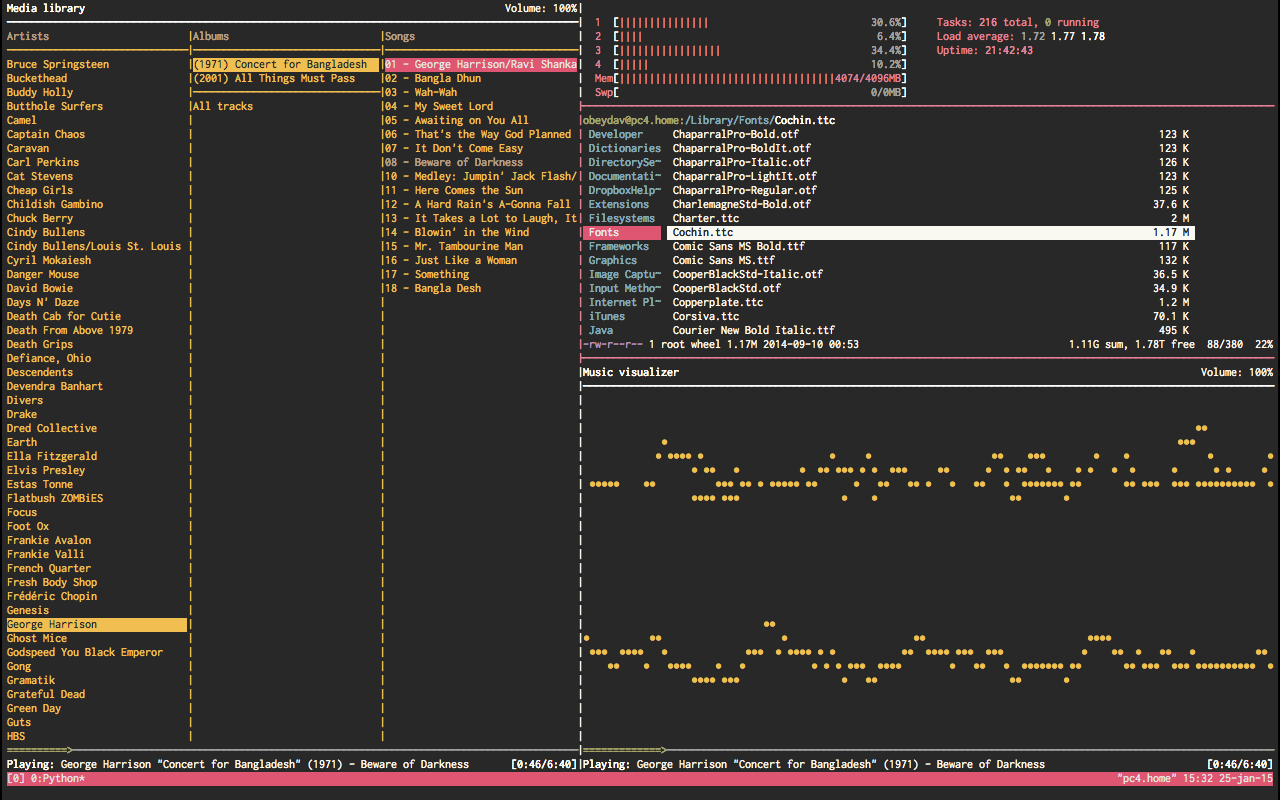 Media library Volume: 100%
Artists Albums Songs
Bruce Springsteen
Buckethead
Buddy Holly
Butthole Surfers
Camel
Captain Chaos
Caravan
Carl Perkins
Cat Stevens
Cheap Girls
Childish Gambino
Chuck Berry
Cindy Bullens
Cindy Bullens/Louis St. Louis
Cyril Mokaiesh
Danger Mouse
David Bowie
Days N' Daze
Death Cab for Cutie
Death From Above 1979
Death Grips
Defiance, Ohio
Descendents
Devendra Banhart
Divers
Drake
Dred Collective
Earth
Ella Fitzgerald
Elvis Presley
Estas Tonne
Flatbush ZOMBiES
Focus
Foot Ox
Frankie Avalon
Frankie Valli
French Quarter
Fresh Body Shop
Frédéric Chopin
Genesis
George Harrison
Ghost Mice
Godspeed You Black Emperor
Gong
Gramatik
Grateful Dead
Green Day
Guts
HBS
(1971) Concert for Bangladesh
(2001) All Things Must Pass
All tracks
01 - George Harrison/Ravi Shanka
02 - Bangla Dhun
03 - Wah-Wah
04 - My Sweet Lord
05 - Awaiting on You All
06 - That's the Way God Planned
07 - It Don't Come Easy
08 - Beware of Darkness
10 - Medley: Jumpin' Jack Flash/
11 - Here Comes the Sun
12 - A Hard Rain's A-Gonna Fall
13 - It Takes a Lot to Laugh, It
14 - Blowin' in the Wind
15 - Mr. Tambourine Man
16 - Just Like a Woman
17 - Something
18 - Bangla Desh
=========>
Playing: George Harrison "Concert for Bangladesh" (1971) - Beware of Darkness [0:46/6:40]
1 [||||||||||||||| 30.6%]
2 [|||| 6.4%]
3 [||||||||||||||||| 34.4%]
4 [||||| 10.2%]
Mem[||||||||||||||||||||||||||||||||||||4074/4096MB]
Swp[ 0/0MB]
Tasks: 216 total, 0 running
Load average: 1.72 1.77 1.78
Uptime: 21:42:43
obeydav@pc4.home:/Library/Fonts/Cochin.ttc
Developer ChaparralPro-Bold.otf 123 K
Dictionaries ChaparralPro-BoldIt.otf 123 K
DirectorySe~ ChaparralPro-Italic.otf 126 K
Documentati~ ChaparralPro-LightIt.otf 123 K
DropboxHelp~ ChaparralPro-Regular.otf 125 K
Extensions CharlemagneStd-Bold.otf 37.6 K
Filesystems Charter.ttc 2 M
Fonts Cochin.ttc 1.17 M
Frameworks Comic Sans MS Bold.ttf 117 K
Graphics Comic Sans MS.ttf 132 K
Image Captu~ CooperBlackStd-Italic.otf 36.5 K
Input Metho~ CooperBlackStd.otf 34.9 K
Internet Pl~ Copperplate.ttc 1.2 M
iTunes Corsiva.ttc 70.1 K
Java Courier New Bold Italic.ttf 495 K
-rw-r--r-- 1 root wheel 1.17M 2014-09-10 00:53 1.11G sum, 1.78T free 88/380 22%
Music visualizer Volume: 100%
============>
Playing: George Harrison "Concert for Bangladesh" (1971) - Beware of Darkness [0:46/6:40]
[0] 0:Python* "pc4.home" 15:32 25-jan-15